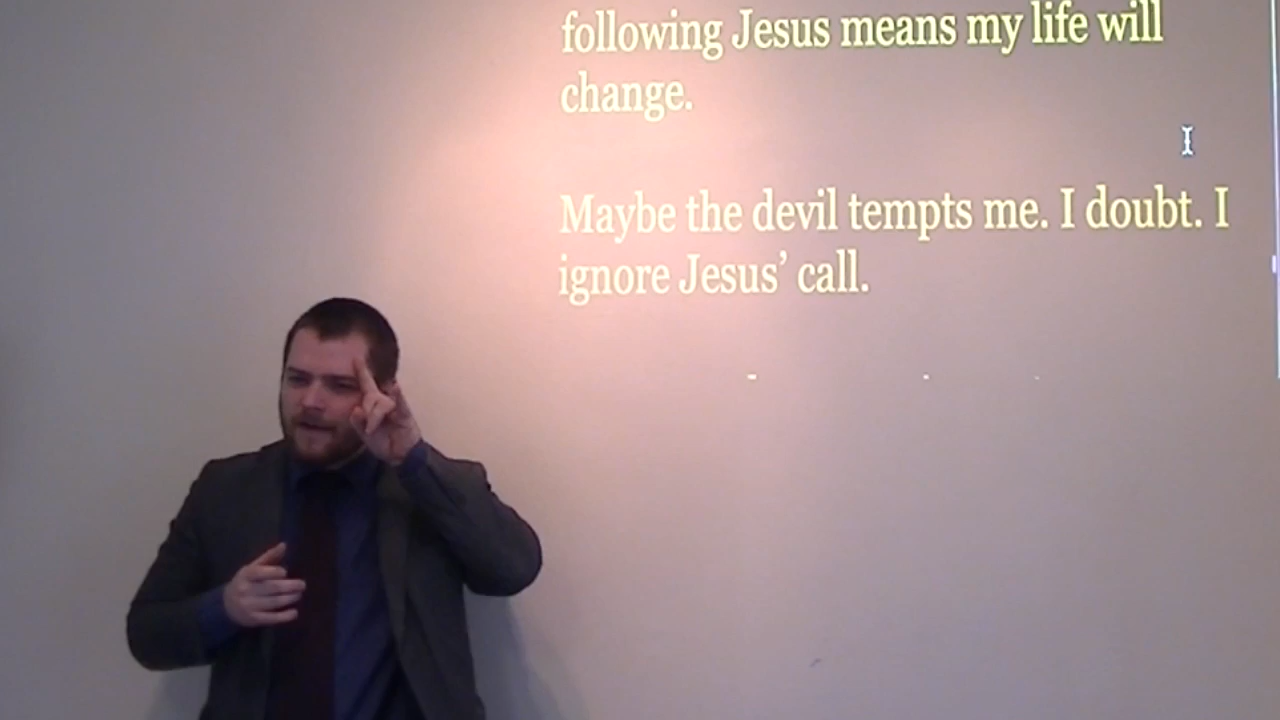 following Jesus means my life will
change.
Maybe the devil tempts me. I doubt. I
ignore Jesus’ call.